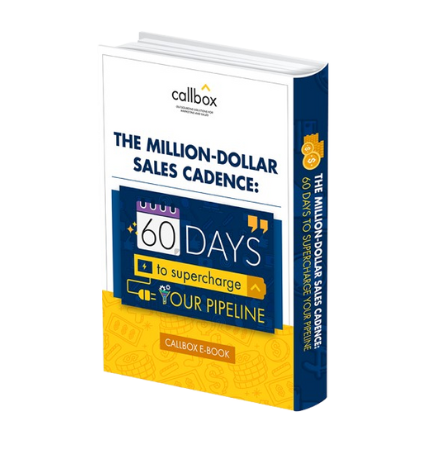 callbox
THE MILLION-DOLLAR
SALES CADENCE:
60 DAYS
to supercharge
YOUR PIPELINE
CALLBOX E-BOOK
THE MILLION-DOLLAR SALES CADENCE:
60 DAYS TO SUPERCHARGE YOUR PIPELINE